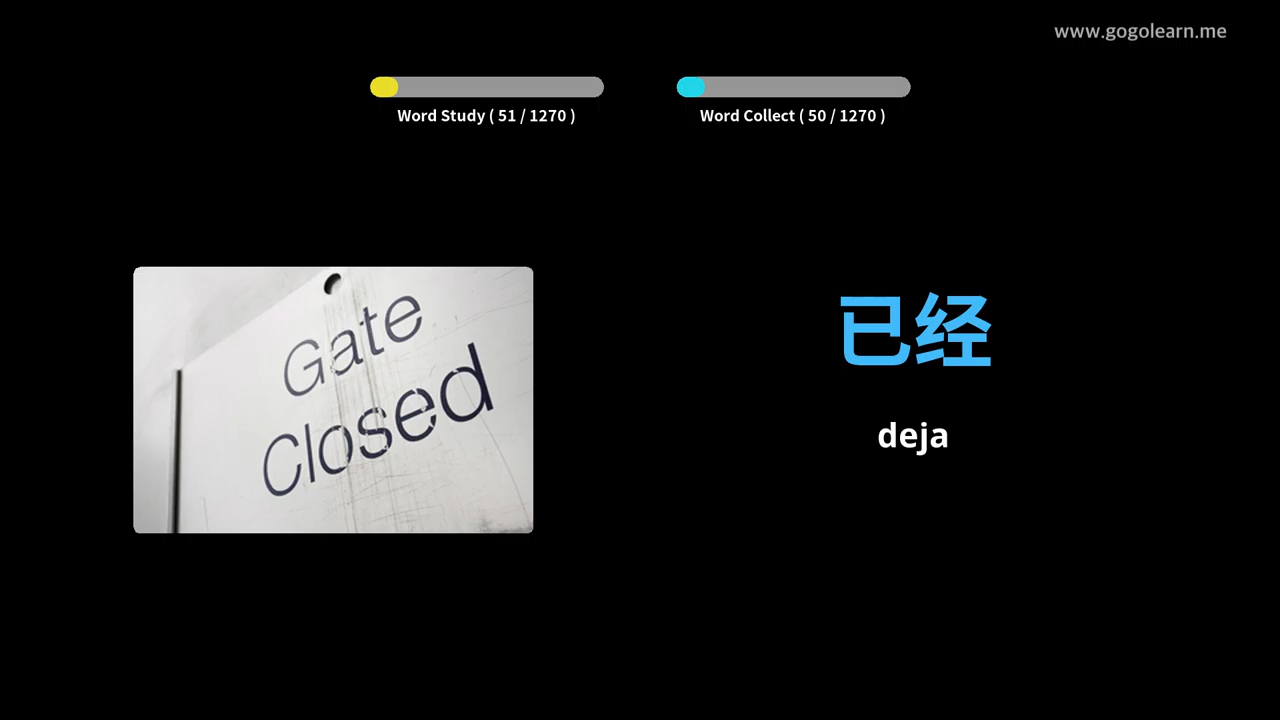 www.gogolearn.me
Word Study ( 51 / 1270 )
Word Collect ( 50 / 1270 )
Gate
Closed
已经
deja